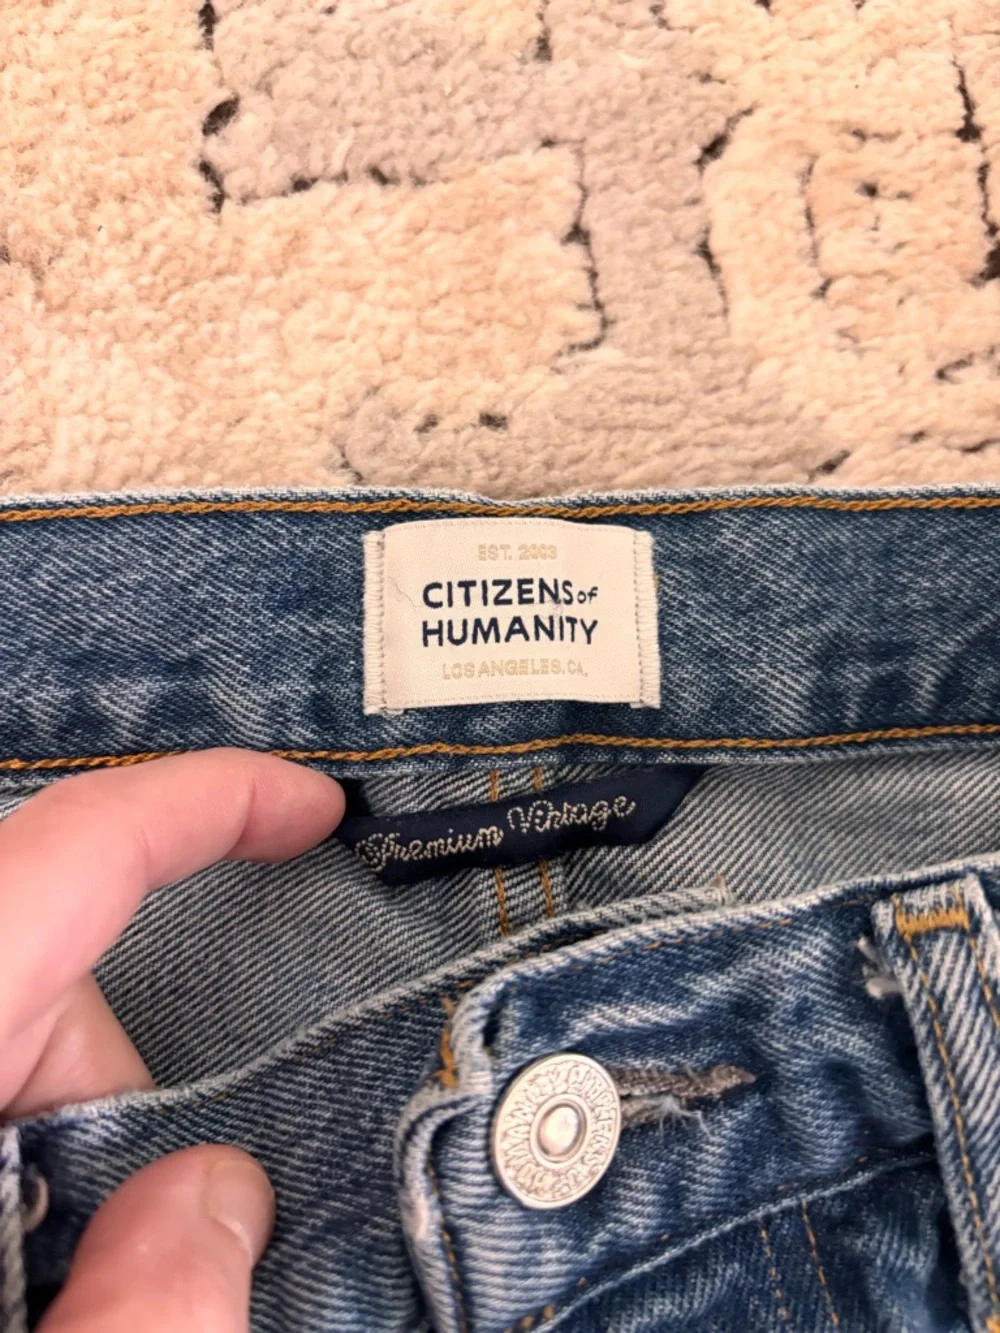 EST. 2003
CITIZENS of
HUMANITY
LOS ANGELES, CA.
Premium Vintage